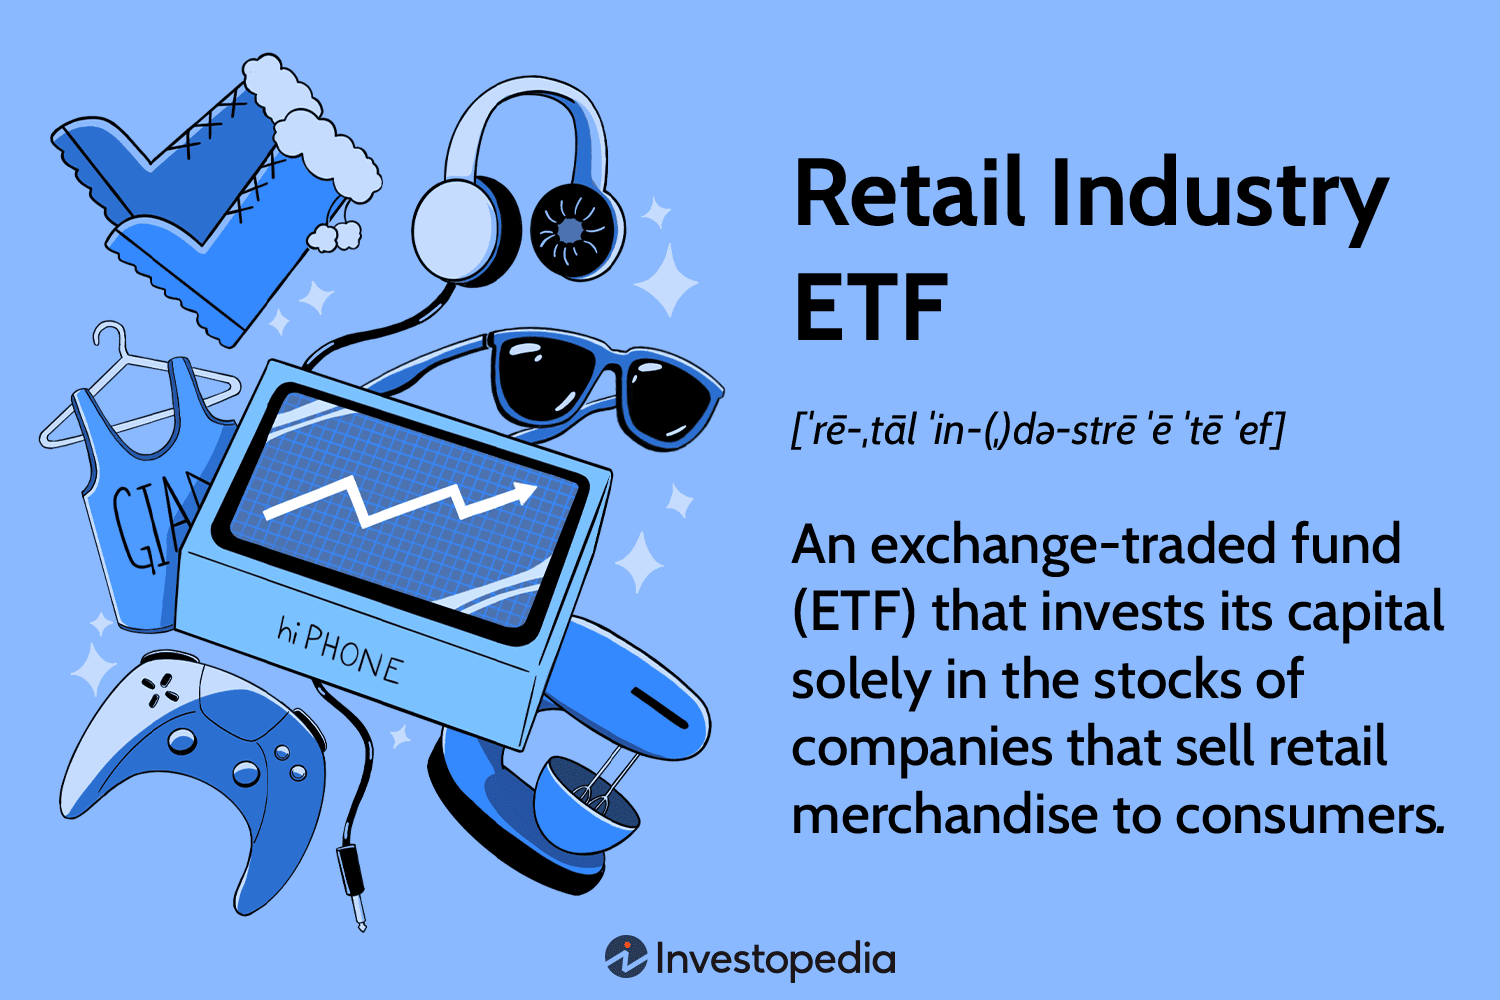 Retail Industry
ETF
[ˈrē-ˌtāl ˈin-(ˌ)də-strē ˈē ˈtē ˈef]
An exchange-traded fund
(ETF) that invests its capital
solely in the stocks of
companies that sell retail
merchandise to consumers.
GIAN
hi PHONE
Investopedia